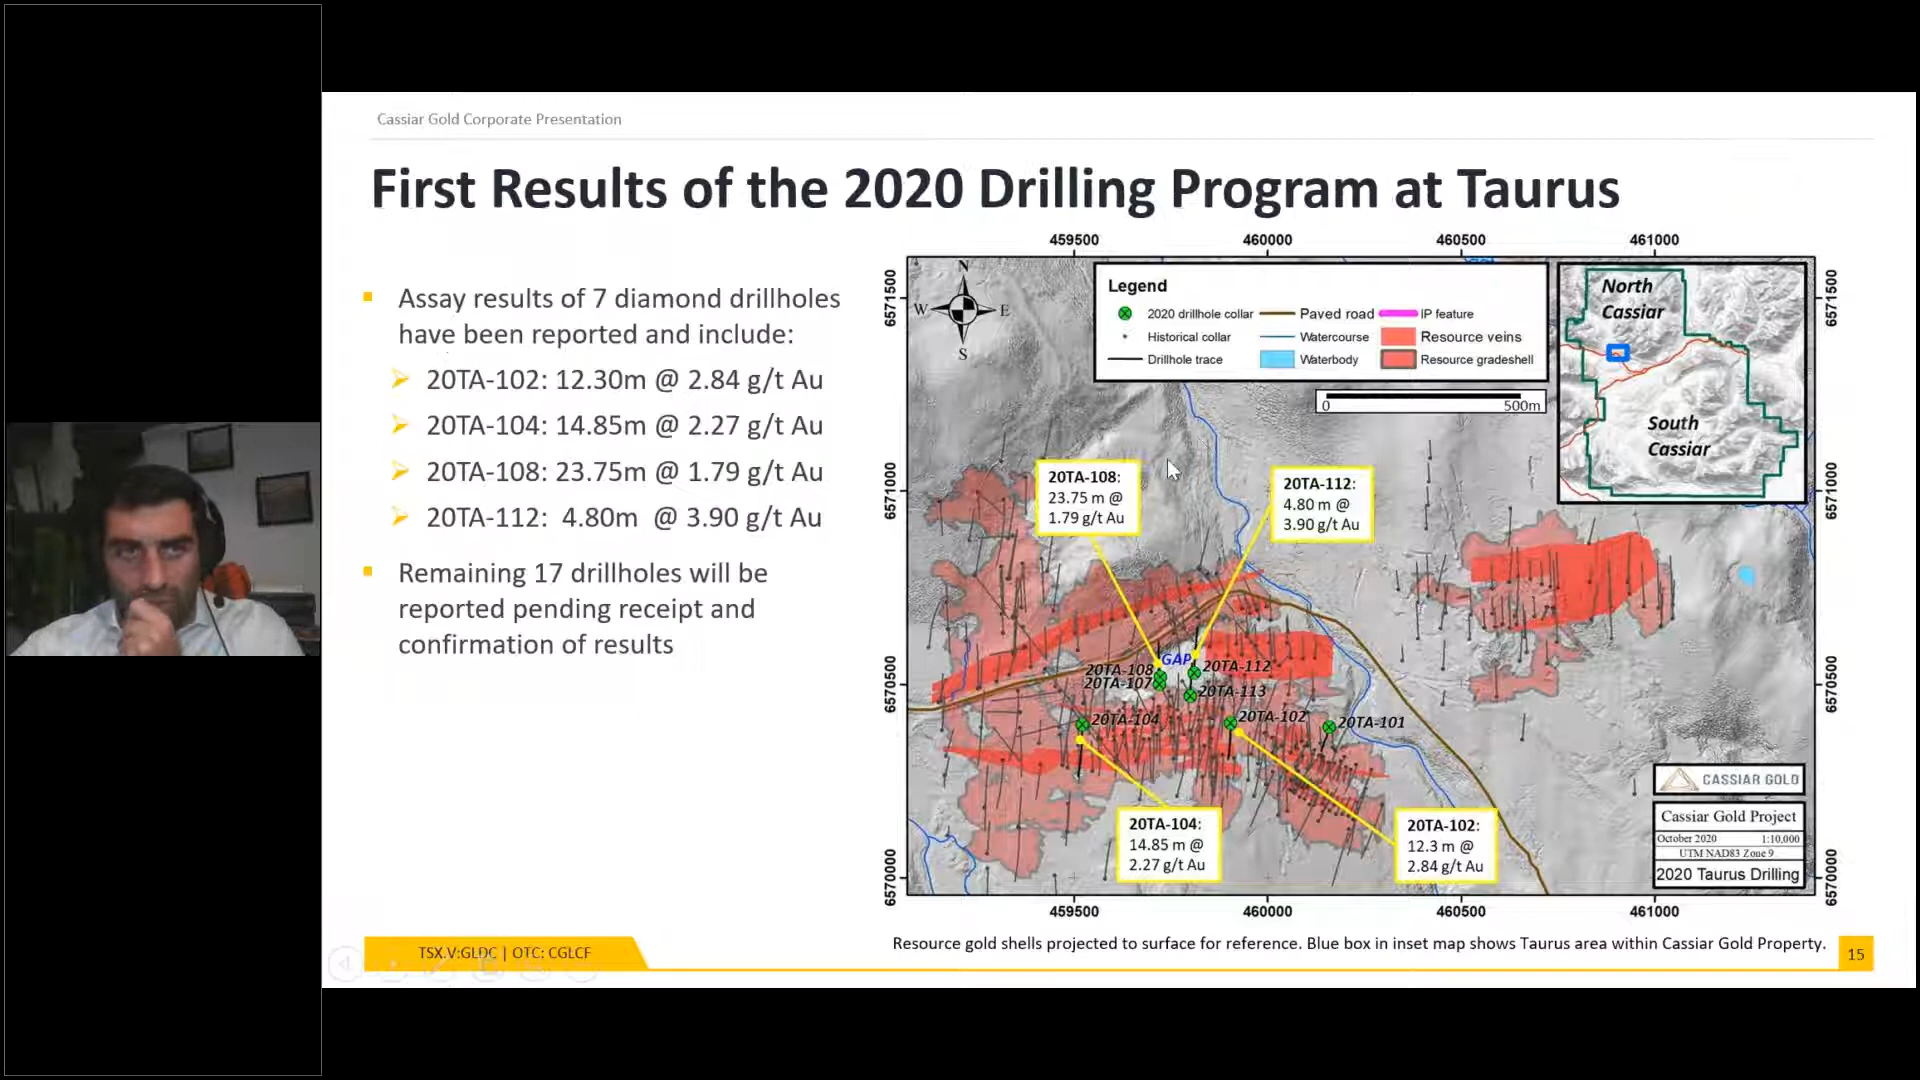 Cassiar Gold Corporate Presentation
First Results of the 2020 Drilling Program at Taurus
Assay results of 7 diamond drillholes
have been reported and include:
20TA-102: 12.30m @ 2.84 g/t Au
20TA-104: 14.85m @ 2.27 g/t Au
20TA-108: 23.75m @ 1.79 g/t Au
20TA-112: 4.80m @ 3.90 g/t Au
Remaining 17 drillholes will be
reported pending receipt and
confirmation of results
459500 460000 460500 461000
6571500
6571000
6570500
6570000
N
W E
S
Legend
2020 drillhole collar
Historical collar
Drillhole trace
Paved road
Watercourse
Waterbody
IP feature
Resource veins
Resource gradeshell
0 500m
North
Cassiar
South
Cassiar
6571500
6571000
6570500
6570000
20TA-108:
23.75 m @
1.79 g/t Au
20TA-112:
4.80 m @
3.90 g/t Au
GAP
20TA-108
20TA-107
20TA-112
20TA-113
20TA-104
20TA-102
20TA-101
20TA-104:
14.85 m @
2.27 g/t Au
20TA-102:
12.3 m @
2.84 g/t Au
CASSIAR GOLD
Cassiar Gold Project
October 2020 1:10,000
UTM NAD83 Zone 9
2020 Taurus Drilling
459500 460000 460500 461000
Resource gold shells projected to surface for reference. Blue box in inset map shows Taurus area within Cassiar Gold Property.
TSX.V:GLDC | OTC: CGLCF
15